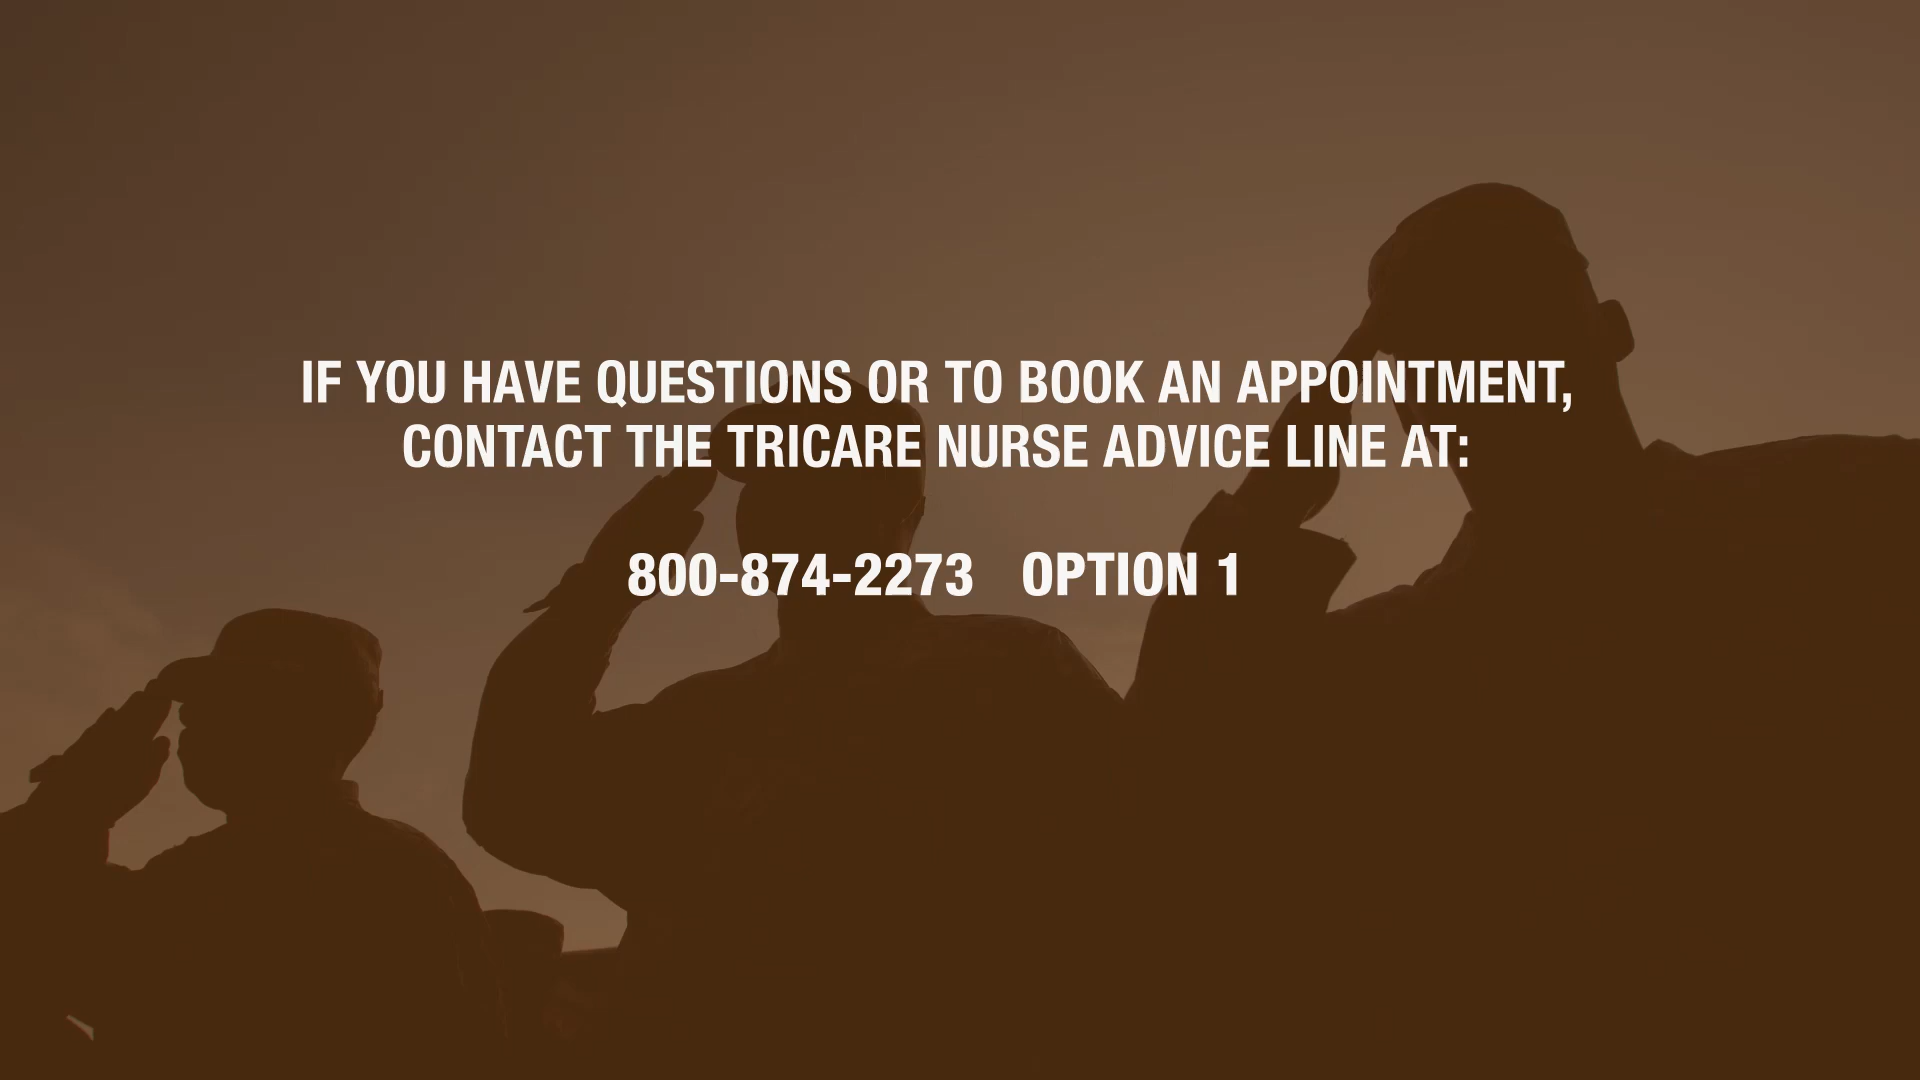 IF YOU HAVE QUESTIONS OR TO BOOK AN APPOINTMENT,
CONTACT THE TRICARE NURSE ADVICE LINE AT:
800-874-2273 OPTION 1